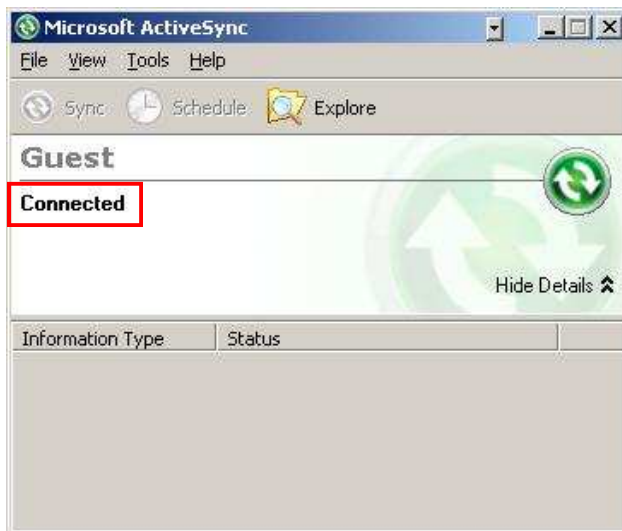 Microsoft ActiveSync
File View Tools Help
Sync Schedule Explore
Guest
Connected
Hide Details
Information Type Status